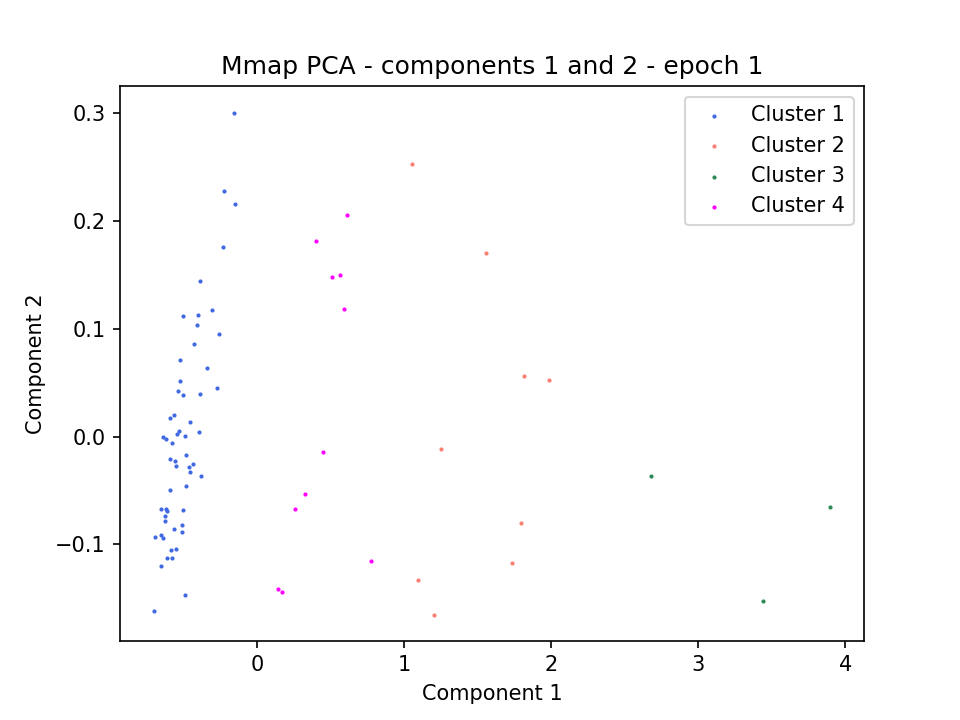 Mmap PCA - components 1 and 2 - epoch 1
Cluster 1
Cluster 2
Cluster 3
Cluster 4
0.3
0.2
0.1
0.0
−0.1
Component 2
0 1 2 3 4
Component 1